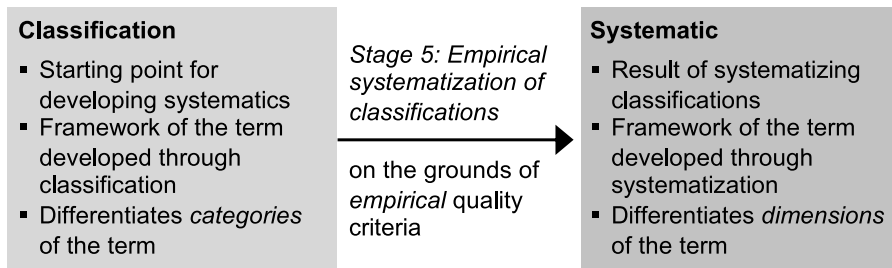 Classification
▪ Starting point for
developing systematics
▪ Framework of the term
developed through
classification
▪ Differentiates categories
of the term
Stage 5: Empirical
systematization of
classifications
on the grounds of
empirical quality
criteria
Systematic
▪ Result of systematizing
classifications
▪ Framework of the term
developed through
systematization
▪ Differentiates dimensions
of the term